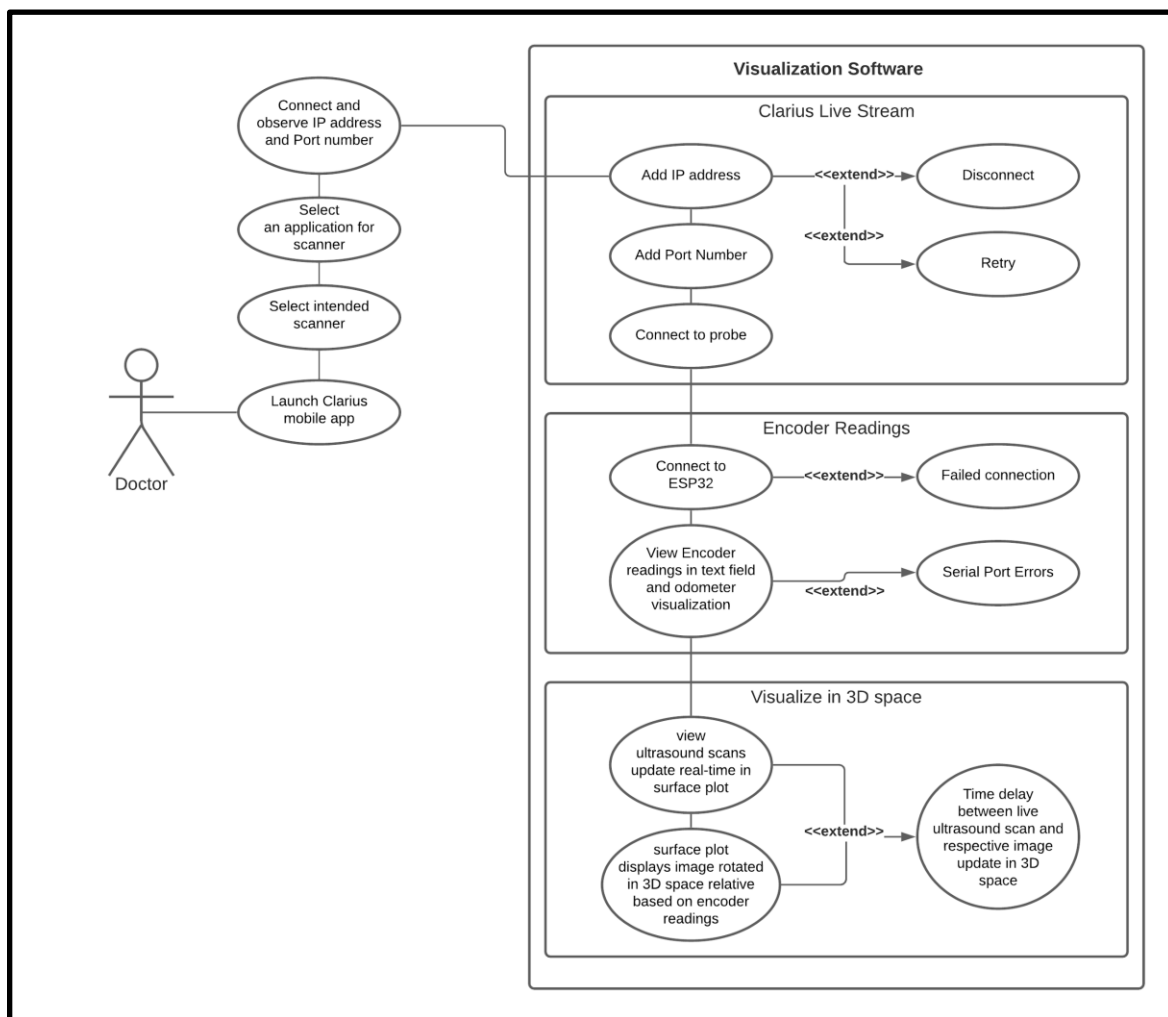 Visualization Software
Clarius Live Stream
Connect and
observe IP address
and Port number
Add IP address
<<extend>>
Disconnect
Select
an application for
scanner
<<extend>>
Add Port Number
Retry
Select intended
scanner
Connect to probe
Launch Clarius
mobile app
Doctor
Encoder Readings
Connect to
ESP32
<<extend>>
Failed connection
View Encoder
readings in text field
and odometer
visualization
<<extend>>
Serial Port Errors
Visualize in 3D space
view
ultrasound scans
update real-time in
surface plot
<<extend>>
Time delay
between live
ultrasound scan and
respective image
update in 3D
space
surface plot
displays image rotated
in 3D space relative
based on encoder
readings